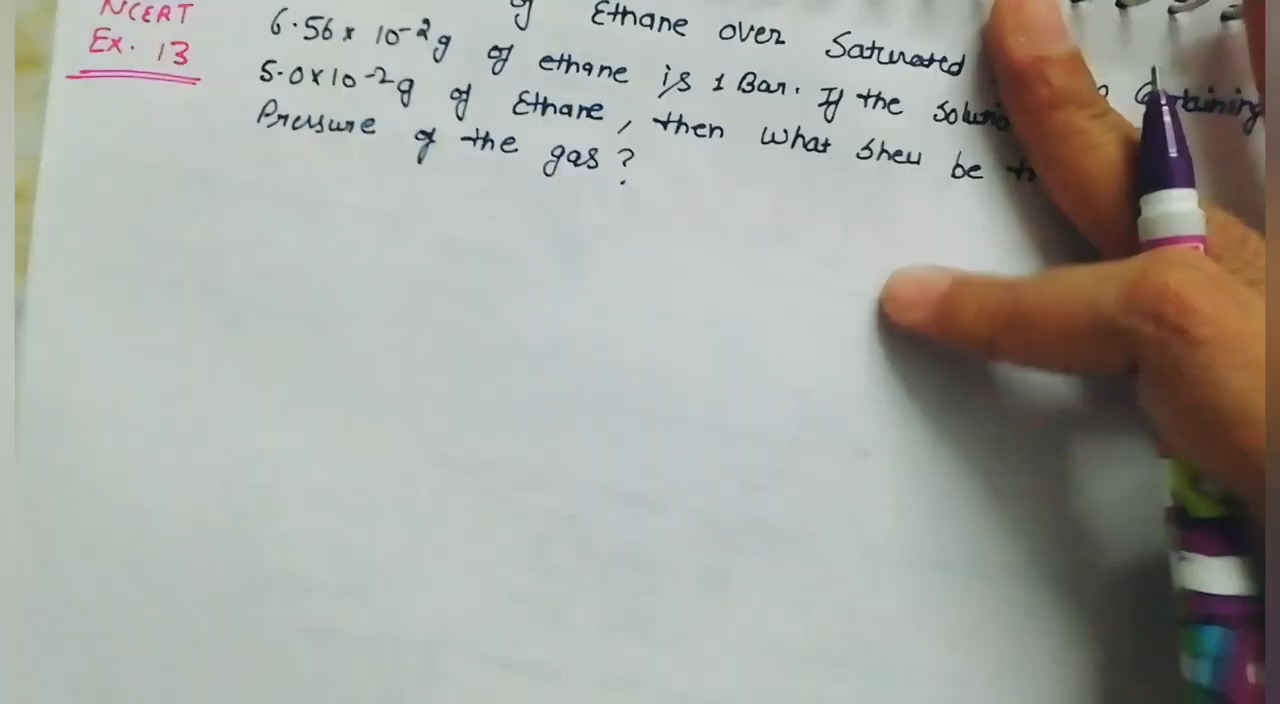 NCERT
Ex. 13
of Ethane over Saturated
6.56 x 10⁻²g of ethane is 1 Bar. If the containing
5.0x10⁻²g of Ethane, then what shell be
Pressure of the gas?